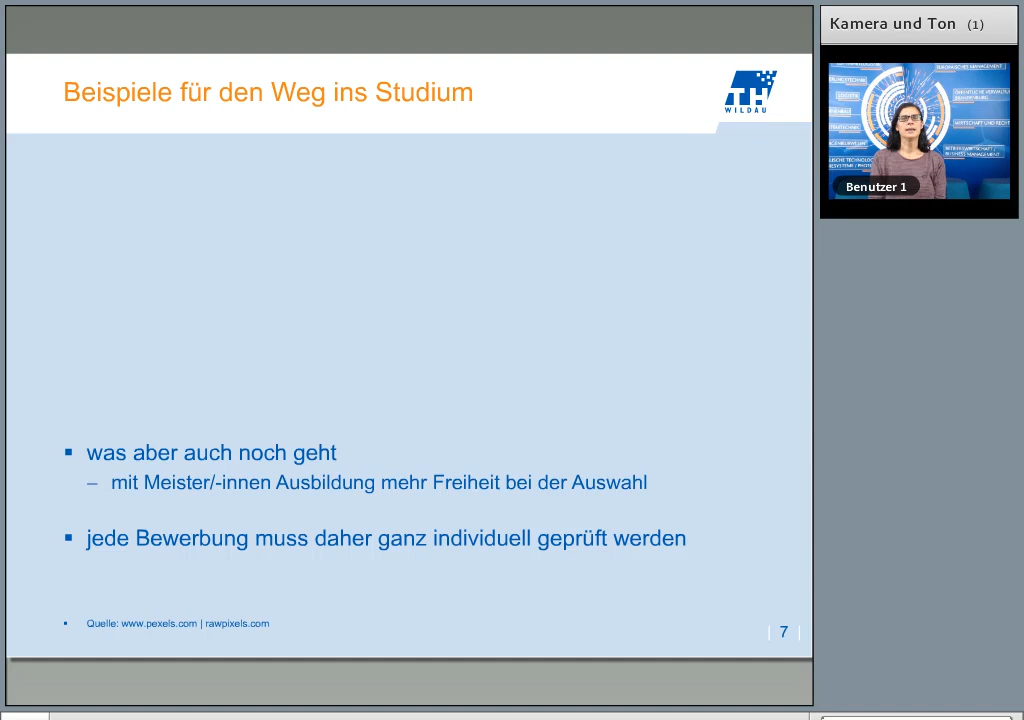 Kamera und Ton (1)
Beispiele für den Weg ins Studium
TH
WILDAU
Benutzer 1
▪ was aber auch noch geht
– mit Meister/-innen Ausbildung mehr Freiheit bei der Auswahl
▪ jede Bewerbung muss daher ganz individuell geprüft werden
▪ Quelle: www.pexels.com | rawpixels.com
| 7 |